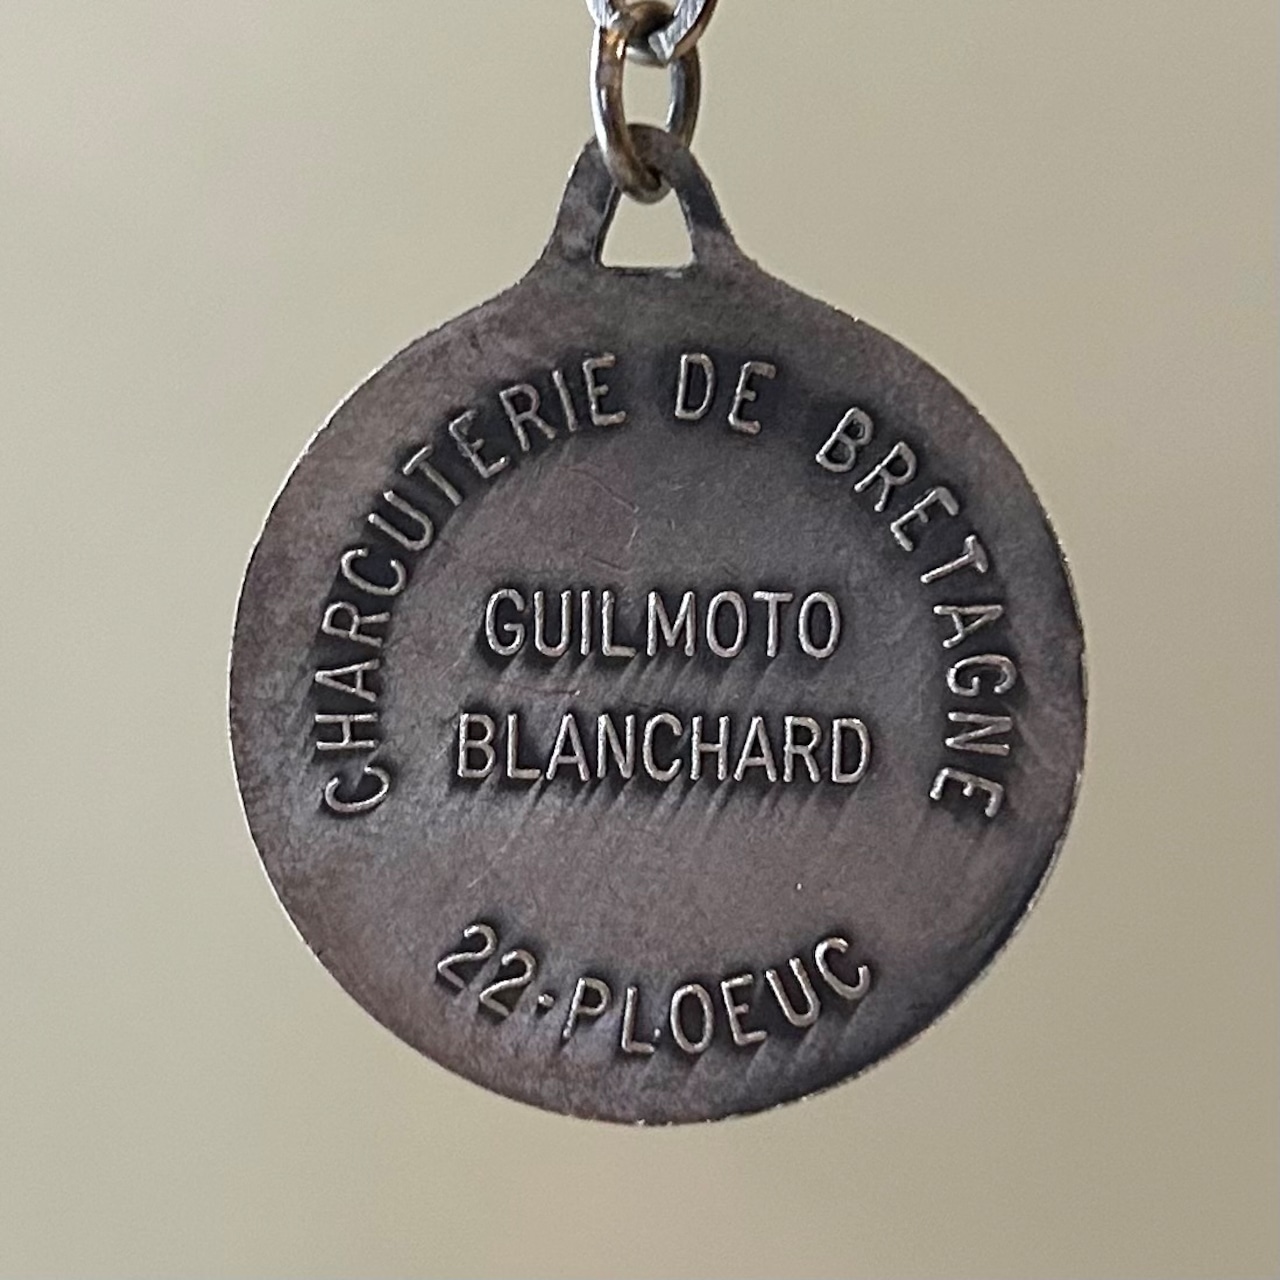 CHARCUTERIE DE BRETAGNE
GUILMOTO
BLANCHARD
22·PLOEUC